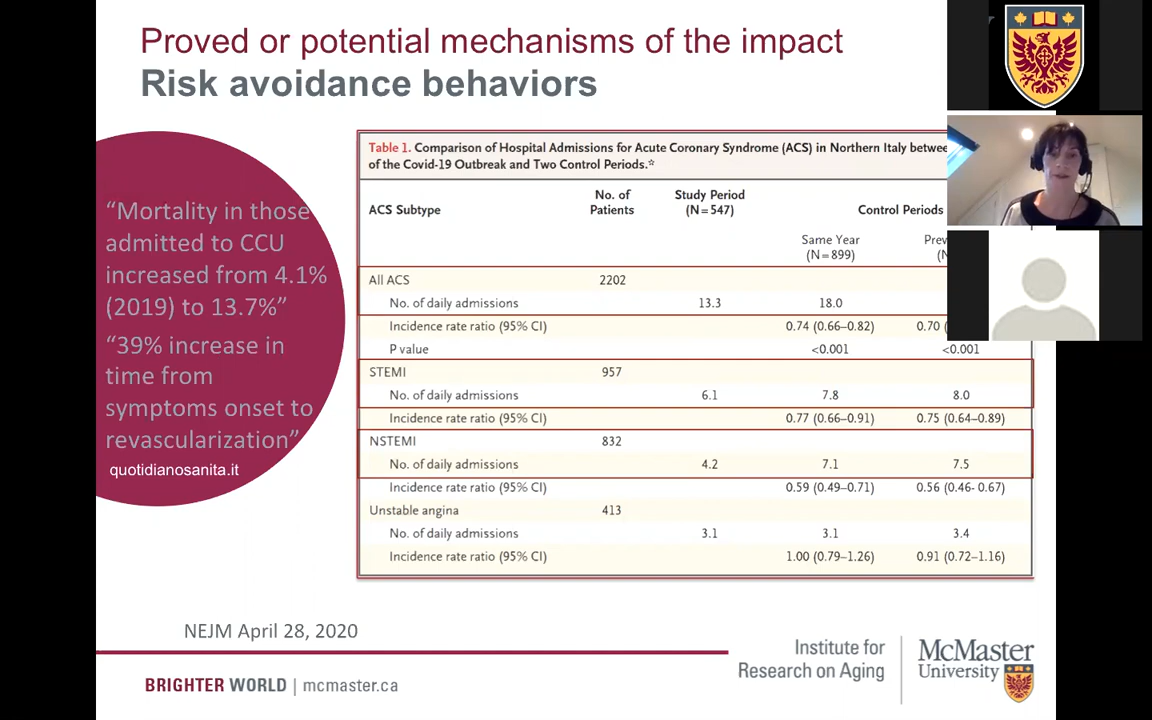 Proved or potential mechanisms of the impact
Risk avoidance behaviors
“Mortality in those
admitted to CCU
increased from 4.1%
(2019) to 13.7%”
“39% increase in
time from
symptoms onset to
revascularization”
quotidianosanita.it
Table 1. Comparison of Hospital Admissions for Acute Coronary Syndrome (ACS) in Northern Italy
of the Covid-19 Outbreak and Two Control Periods.*
ACS Subtype No. of Patients Study Period (N=547) Control Periods
Same Year (N=899)
All ACS 2202
No. of daily admissions 13.3 18.0
Incidence rate ratio (95% CI) 0.74 (0.66–0.82) 0.70
P value <0.001 <0.001
STEMI 957
No. of daily admissions 6.1 7.8 8.0
Incidence rate ratio (95% CI) 0.77 (0.66–0.91) 0.75 (0.64–0.89)
NSTEMI 832
No. of daily admissions 4.2 7.1 7.5
Incidence rate ratio (95% CI) 0.59 (0.49–0.71) 0.56 (0.46- 0.67)
Unstable angina 413
No. of daily admissions 3.1 3.1 3.4
Incidence rate ratio (95% CI) 1.00 (0.79–1.26) 0.91 (0.72–1.16)
NEJM April 28, 2020
BRIGHTER WORLD | mcmaster.ca
Institute for
Research on Aging
McMaster
University